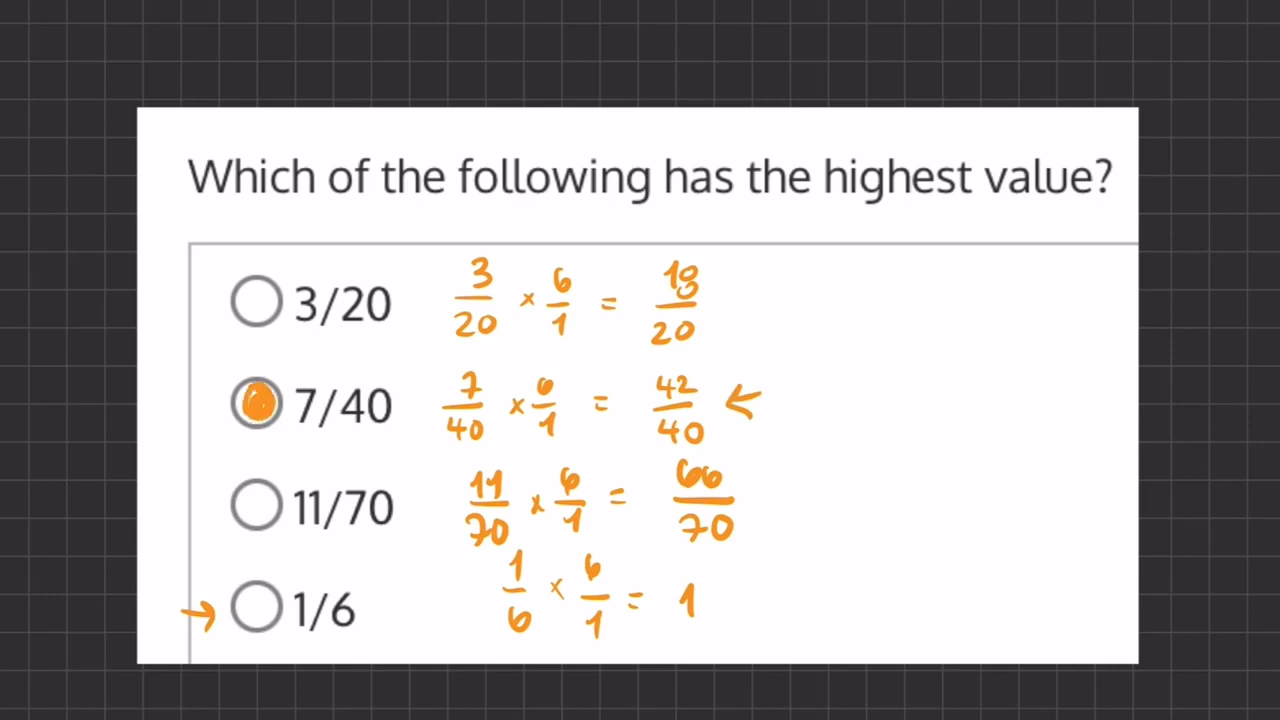 Which of the following has the highest value?
3/20 3/20 × 6/1 = 18/20
7/40 7/40 × 6/1 = 42/40 ←
11/70 11/70 × 6/1 = 66/70
→ 1/6 1/6 × 6/1 = 1